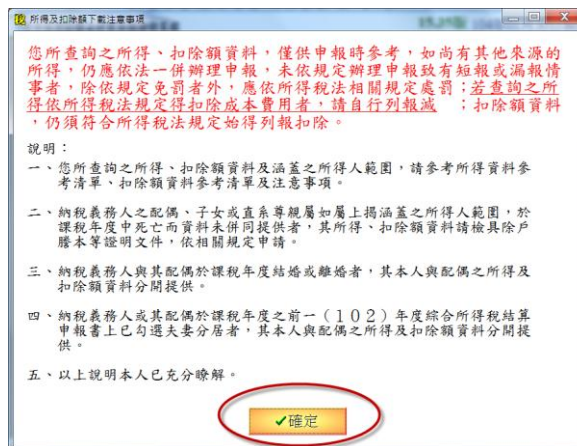 所得及扣除額下載注意事項
您所查詢之所得、扣除額資料，僅供申報時參考，如尚有其他來源的
所得，仍應依法一併辦理申報，未依規定辦理申報致有短報或漏報情
事者，除依規定免罰者外，應依所得稅法相關規定處罰；若查詢之所
得依所得稅法規定得扣除成本費用者，請自行列報減　；扣除額資料
，仍須符合所得稅法規定始得列報扣除。
說明：
一、您所查詢之所得、扣除額資料及涵蓋之所得人範圍，請參考所得資料參
考清單、扣除額資料參考清單及注意事項。
二、納稅義務人之配偶、子女或直系尊親屬如屬上揭涵蓋之所得人範圍，於
課稅年度中死亡而資料未併同提供者，其所得、扣除額資料請檢具除戶
謄本等證明文件，依相關規定申請。
三、納稅義務人與其配偶於課稅年度結婚或離婚者，其本人與配偶之所得及
扣除額資料分開提供。
四、納稅義務人或其配偶於課稅年度之前一（１０２）年度綜合所得稅結算
申報書上已勾選夫妻分居者，其本人與配偶之所得及扣除額資料分開提
供。
五、以上說明本人已充分瞭解。
✓確定